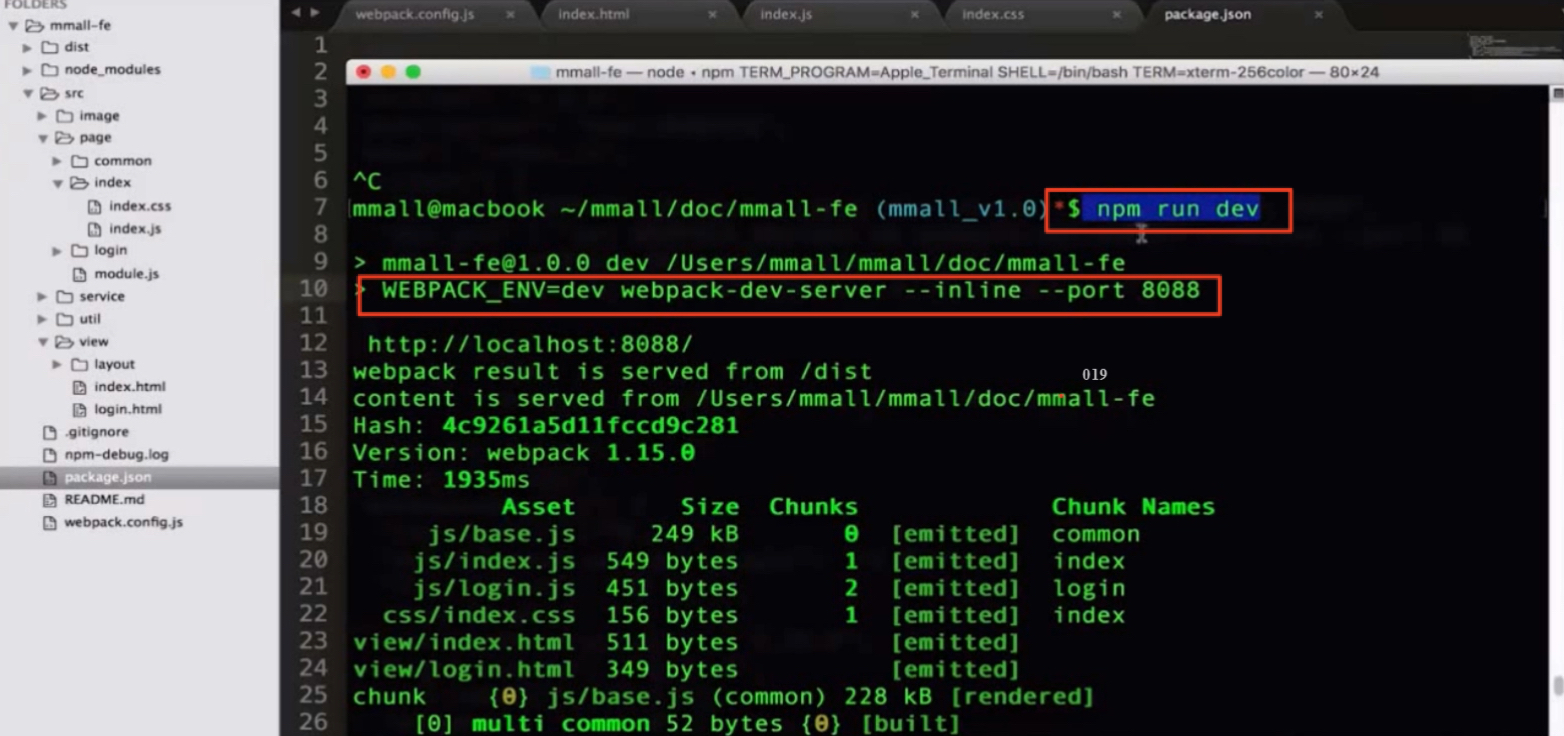 FOLDERS
mmall-fe
dist
node_modules
src
image
page
common
index
index.css
index.js
login
module.js
service
util
view
layout
index.html
login.html
.gitignore
npm-debug.log
package.json
README.md
webpack.config.js
webpack.config.js × index.html × index.js × index.css × package.json ×
mmall-fe — node • npm TERM_PROGRAM=Apple_Terminal SHELL=/bin/bash TERM=xterm-256color — 80×24
1
2
3
4
5
6 ^C
7 mmall@macbook ~/mmall/doc/mmall-fe (mmall_v1.0) *$ npm run dev
8
9 > mmall-fe@1.0.0 dev /Users/mmall/mmall/doc/mmall-fe
10 > WEBPACK_ENV=dev webpack-dev-server --inline --port 8088
11
12 http://localhost:8088/
13 webpack result is served from /dist
019
14 content is served from /Users/mmall/mmall/doc/mmall-fe
15 Hash: 4c9261a5d11fccd9c281
16 Version: webpack 1.15.0
17 Time: 1935ms
18 Asset Size Chunks Chunk Names
19 js/base.js 249 kB 0 [emitted] common
20 js/index.js 549 bytes 1 [emitted] index
21 js/login.js 451 bytes 2 [emitted] login
22 css/index.css 156 bytes 1 [emitted] index
23 view/index.html 511 bytes [emitted]
24 view/login.html 349 bytes [emitted]
25 chunk {0} js/base.js (common) 228 kB [rendered]
26 [0] multi common 52 bytes {0} [built]